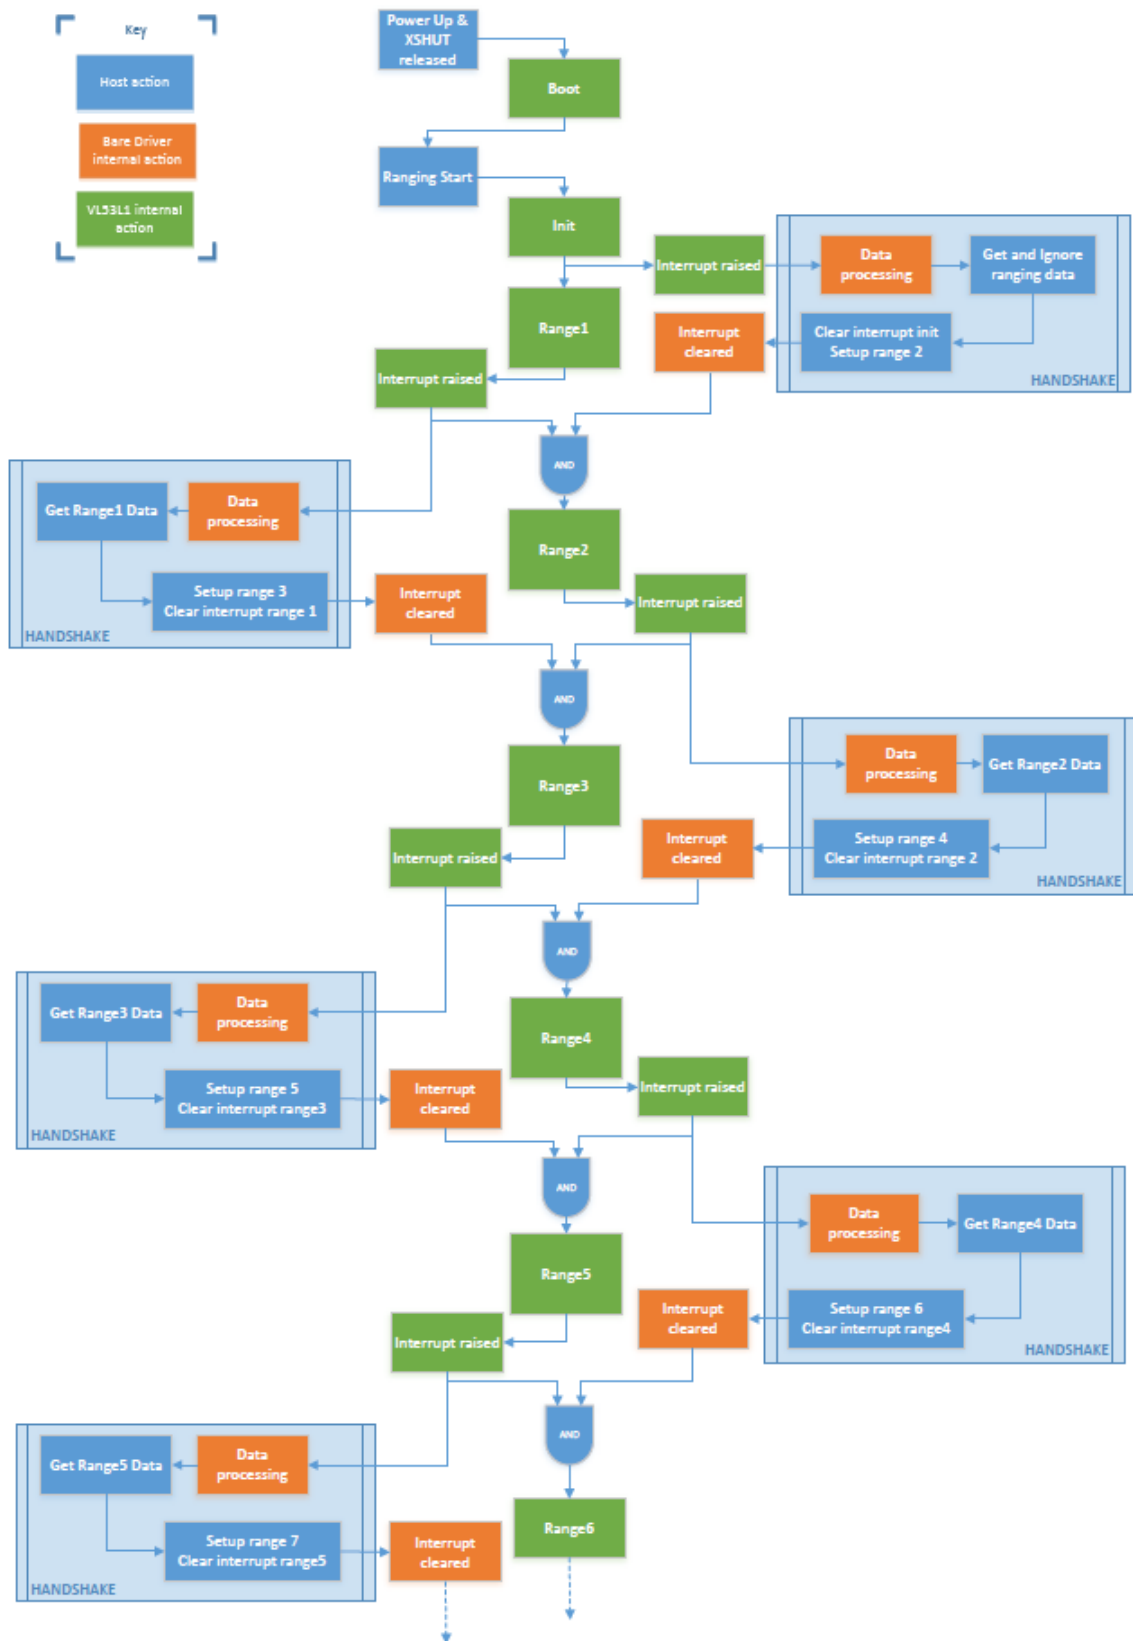 Key
Host action
Bare Driver
internal action
VL53L1 internal
action
Power Up &
XSHUT
released
Boot
Ranging Start
Init
Interrupt raised
Data
processing
Get and Ignore
ranging data
Range1
Interrupt
cleared
Clear interrupt init
Setup range 2
HANDSHAKE
Interrupt raised
AND
Get Range1 Data
Data
processing
Range2
Setup range 3
Clear interrupt range 1
HANDSHAKE
Interrupt
cleared
Interrupt raised
AND
Data
processing
Get Range2 Data
Range3
Interrupt raised
Interrupt
cleared
Setup range 4
Clear interrupt range 2
HANDSHAKE
AND
Get Range3 Data
Data
processing
Range4
Setup range 5
Clear interrupt range3
HANDSHAKE
Interrupt
cleared
Interrupt raised
AND
Data
processing
Get Range4 Data
Range5
Interrupt raised
Interrupt
cleared
Setup range 6
Clear interrupt range4
HANDSHAKE
AND
Get Range5 Data
Data
processing
Range6
Setup range 7
Clear interrupt range5
HANDSHAKE
Interrupt
cleared